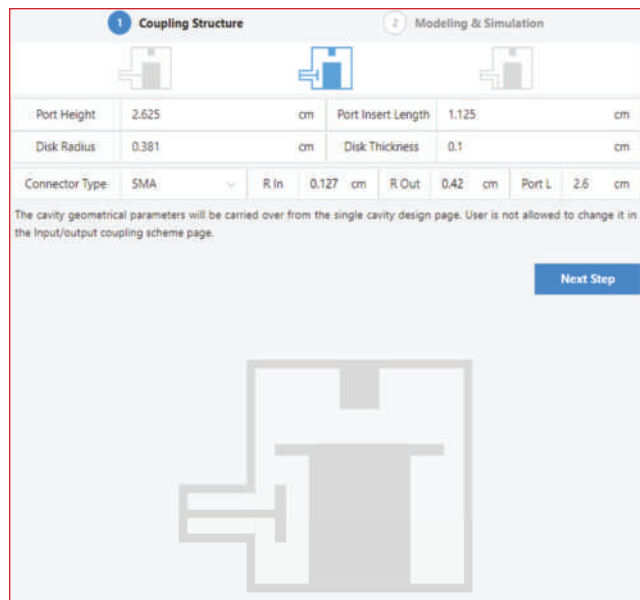 1 Coupling Structure 2 Modeling & Simulation
Port Height 2.625 cm Port Insert Length 1.125 cm
Disk Radius 0.381 cm Disk Thickness 0.1 cm
Connector Type SMA R In 0.127 cm R Out 0.42 cm Port L 2.6 cm
The cavity geometrical parameters will be carried over from the single cavity design page. User is not allowed to change it in
the Input/output coupling scheme page.
Next Step